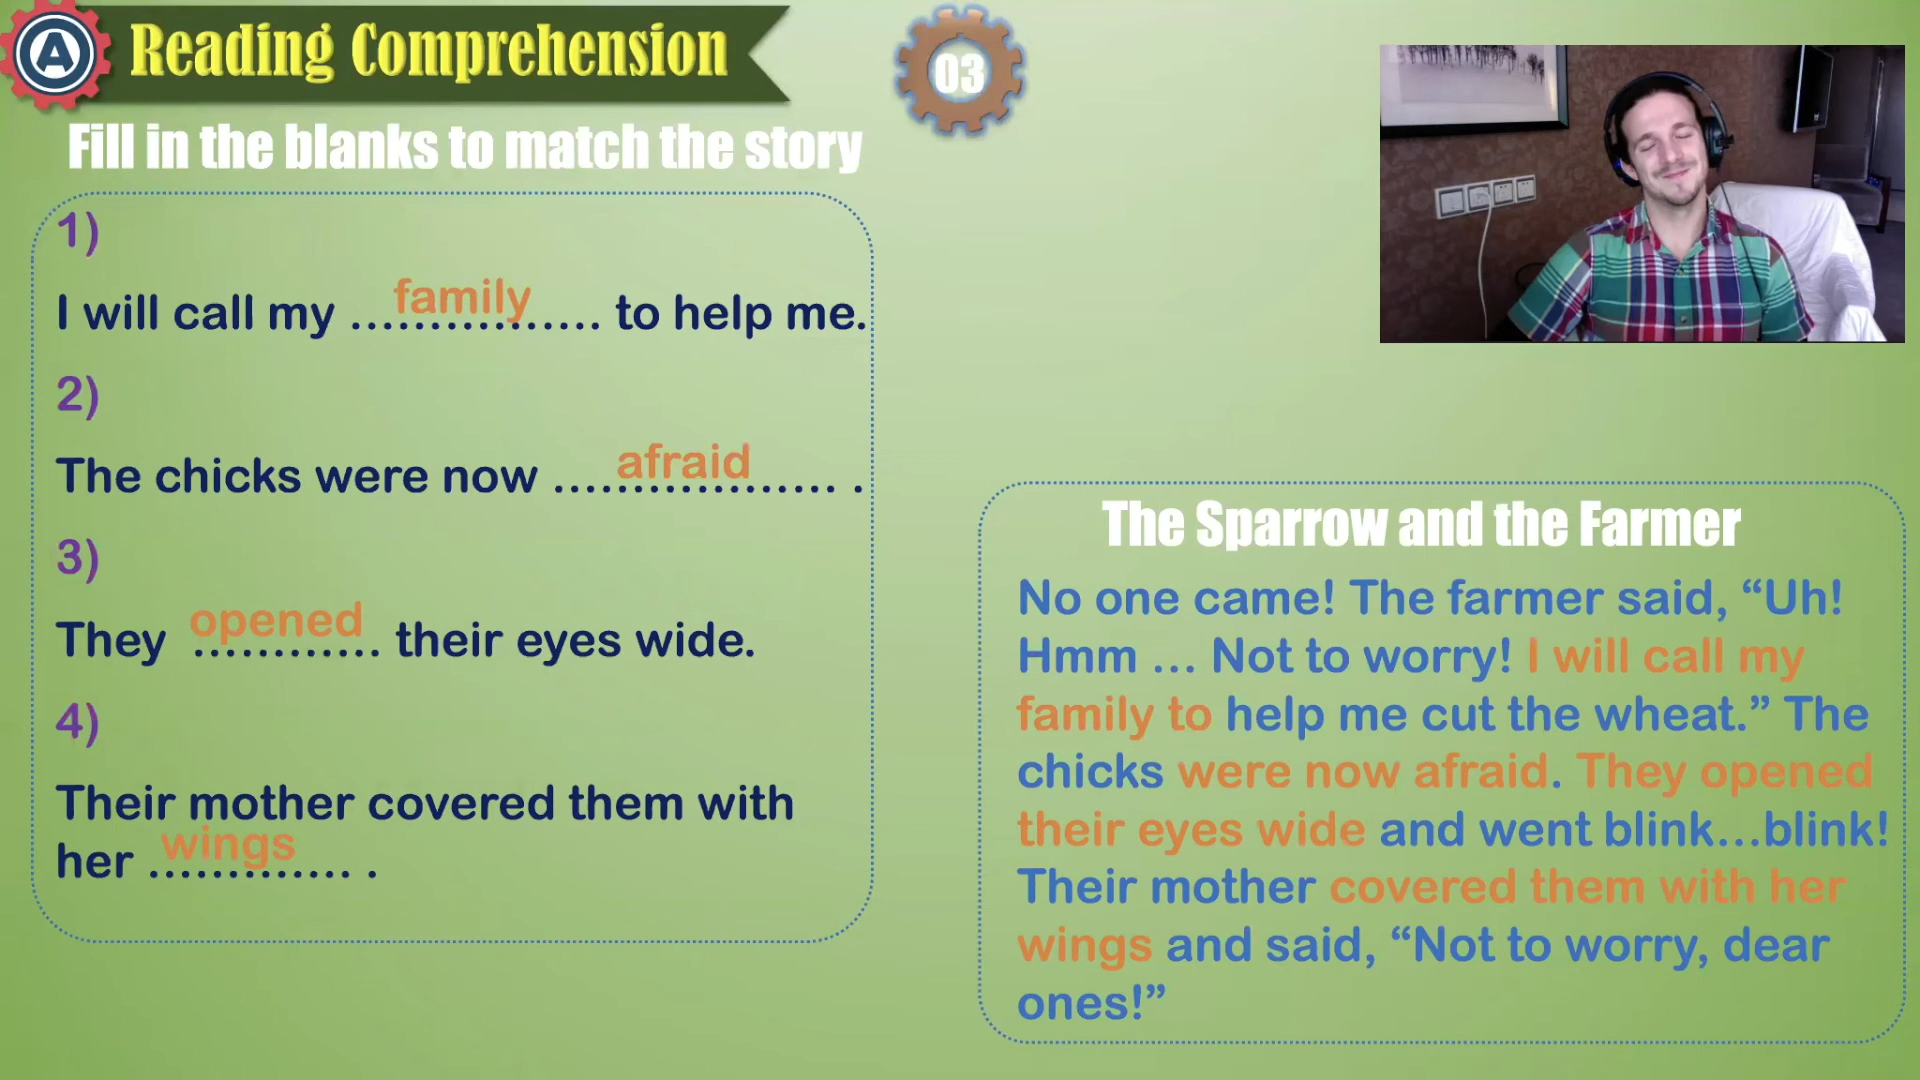 A
Reading Comprehension
03
Fill in the blanks to match the story
1)
I will call my ................ family to help me.
2)
The chicks were now .................. afraid .
3)
They ............ opened their eyes wide.
4)
Their mother covered them with
her ............. wings .
The Sparrow and the Farmer
No one came! The farmer said, “Uh!
Hmm ... Not to worry! I will call my
family to help me cut the wheat.” The
chicks were now afraid. They opened
their eyes wide and went blink...blink!
Their mother covered them with her
wings and said, “Not to worry, dear
ones!”